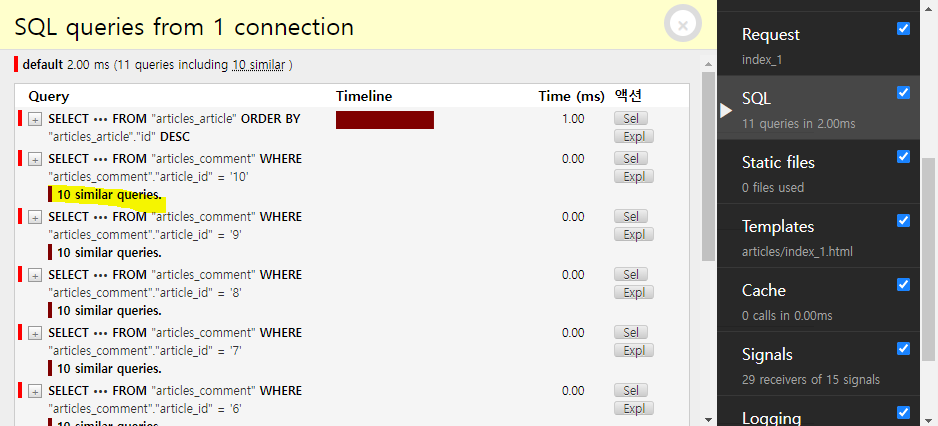 SQL queries from 1 connection
default 2.00 ms (11 queries including 10 similar )
Query Timeline Time (ms) 액션
+ SELECT ••• FROM "articles_article" ORDER BY 1.00 Sel
"articles_article"."id" DESC Expl
+ SELECT ••• FROM "articles_comment" WHERE 0.00 Sel
"articles_comment"."article_id" = '10' Expl
10 similar queries.
+ SELECT ••• FROM "articles_comment" WHERE 0.00 Sel
"articles_comment"."article_id" = '9' Expl
10 similar queries.
+ SELECT ••• FROM "articles_comment" WHERE 0.00 Sel
"articles_comment"."article_id" = '8' Expl
10 similar queries.
+ SELECT ••• FROM "articles_comment" WHERE 0.00 Sel
"articles_comment"."article_id" = '7' Expl
10 similar queries.
+ SELECT ••• FROM "articles_comment" WHERE 0.00 Sel
"articles_comment"."article_id" = '6' Expl
10 similar queries.
Request
index_1
SQL
11 queries in 2.00ms
Static files
0 files used
Templates
articles/index_1.html
Cache
0 calls in 0.00ms
Signals
29 receivers of 15 signals
Logging